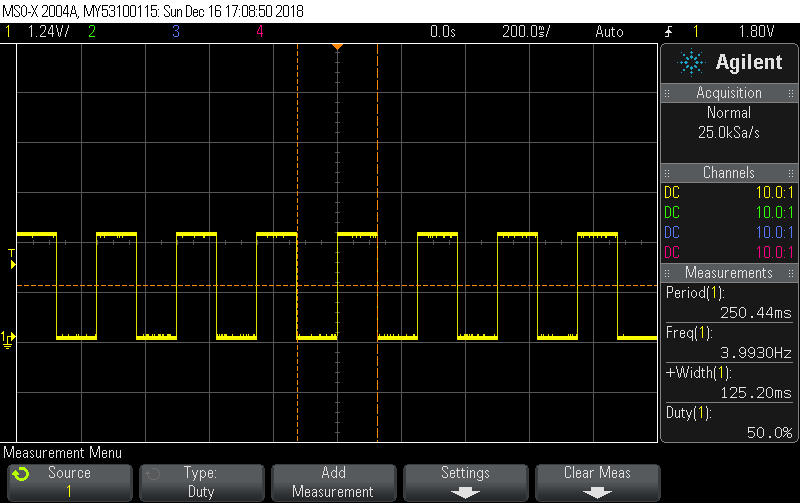 MSO-X 2004A, MY53100115: Sun Dec 16 17:08:50 2018
1 1.24V/ 2 3 4 0.0s 200.0ms/ Auto 1 1.80V
Agilent
Acquisition
Normal
25.0kSa/s
Channels
DC 10.0:1
DC 10.0:1
DC 10.0:1
DC 10.0:1
Measurements
Period(1):
250.44ms
Freq(1):
3.9930Hz
+Width(1):
125.20ms
Duty(1):
50.0%
T
1
Measurement Menu
Source
1
Type:
Duty
Add
Measurement
Settings
Clear Meas